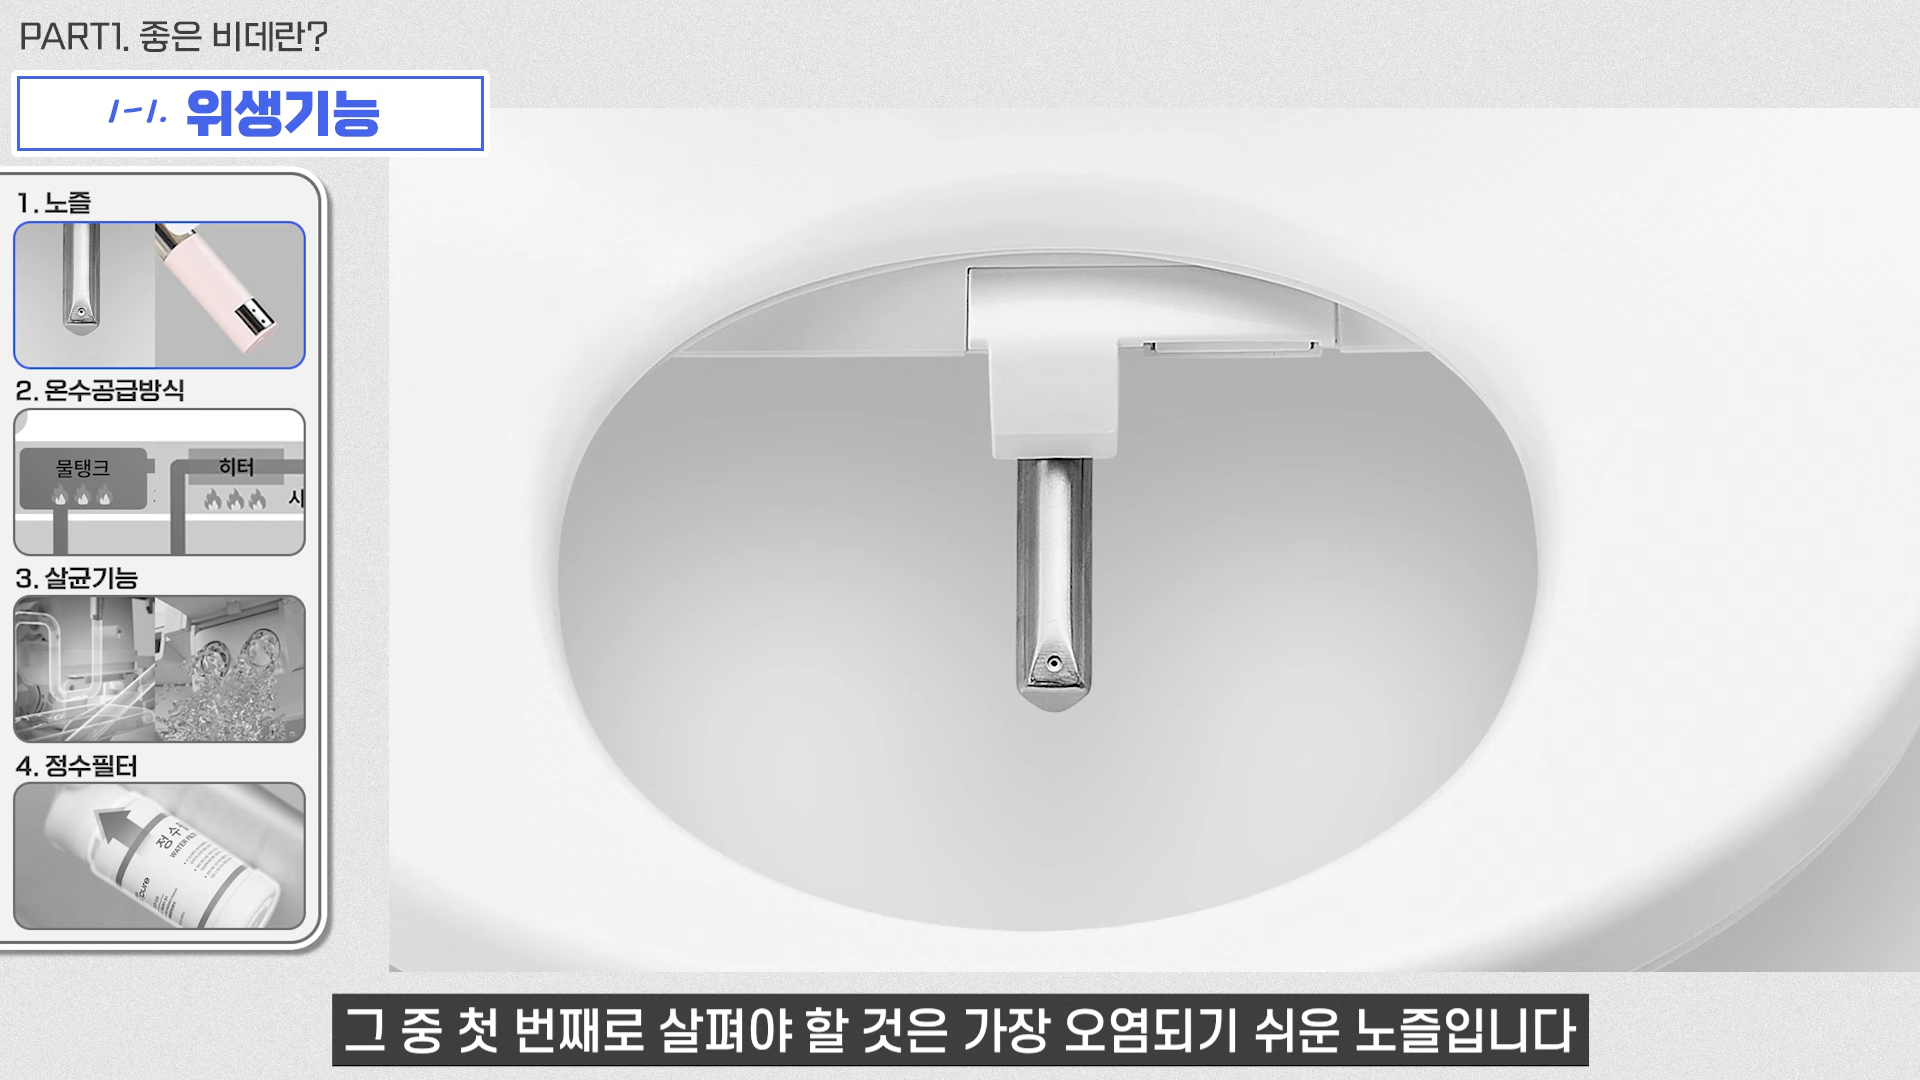 PART1. 좋은 비데란?
1-1. 위생기능
1. 노즐
2. 온수공급방식
물탱크
히터
3. 살균기능
4. 정수필터
정수
그 중 첫 번째로 살펴야 할 것은 가장 오염되기 쉬운 노즐입니다